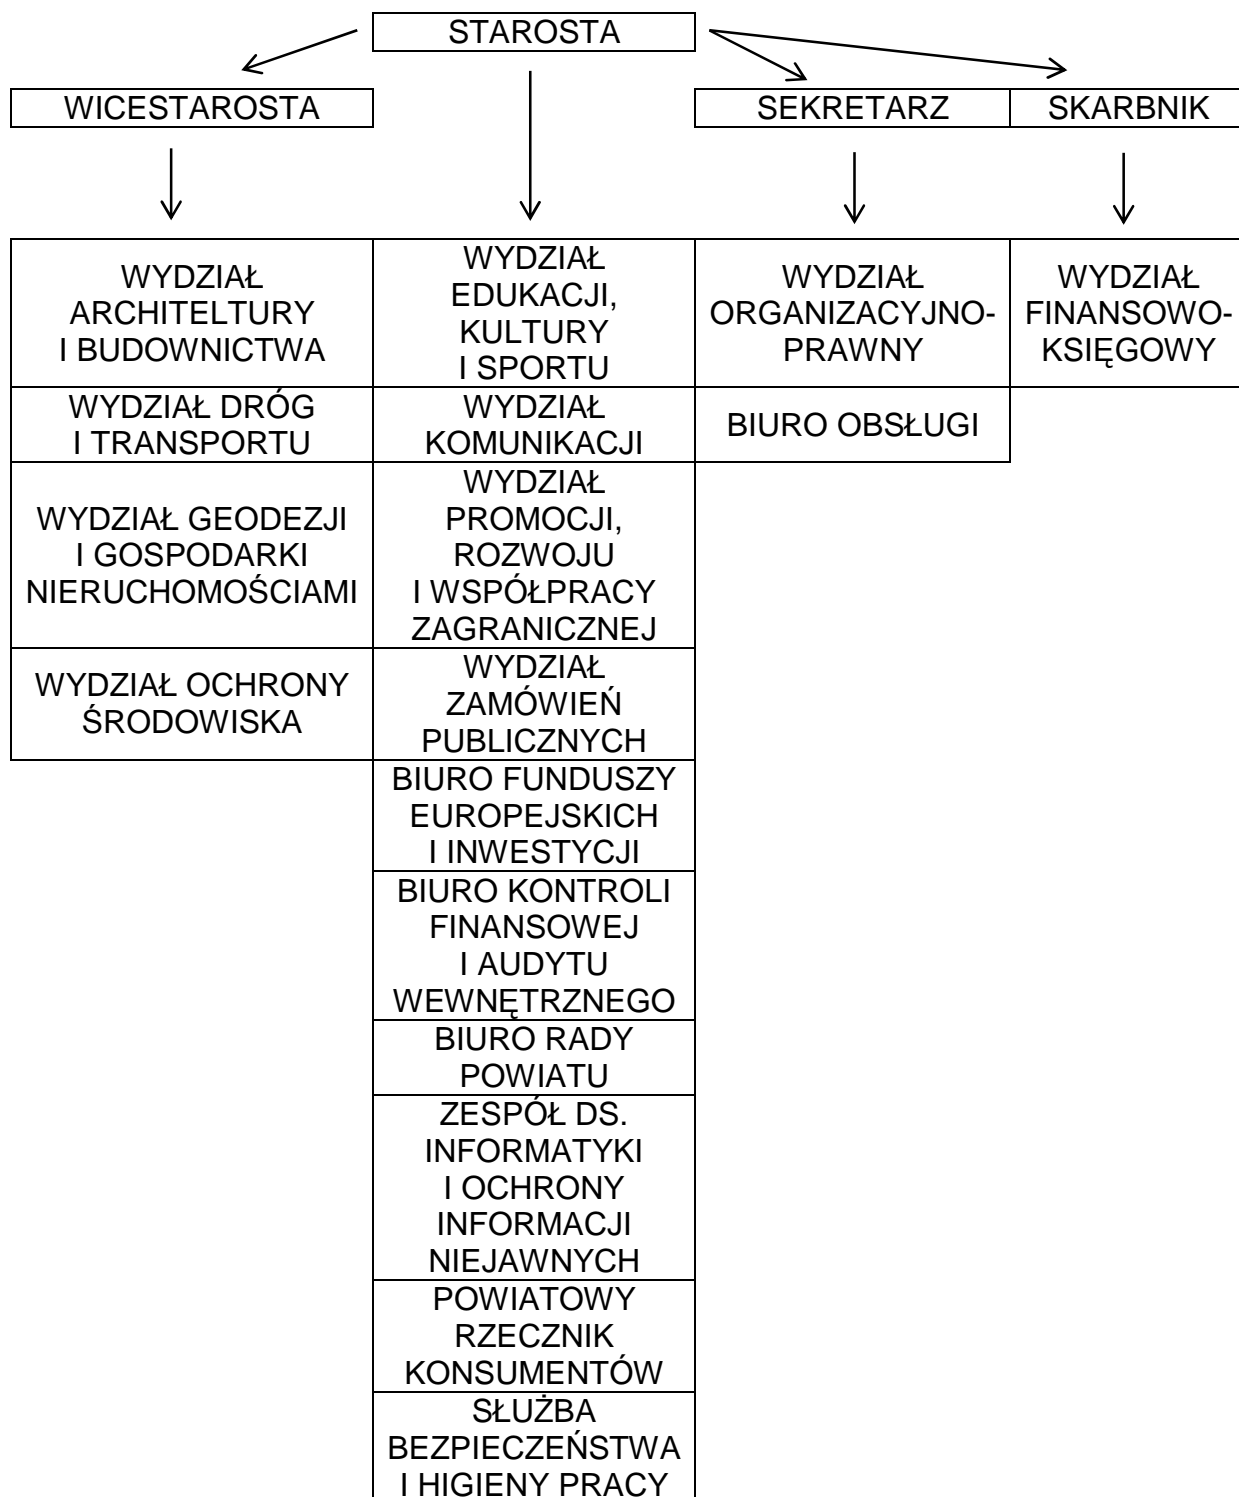 STAROSTA
WICESTAROSTA
SEKRETARZ
SKARBNIK
WYDZIAŁ
ARCHITELTURY
I BUDOWNICTWA
WYDZIAŁ
EDUKACJI,
KULTURY
I SPORTU
WYDZIAŁ
ORGANIZACYJNO-
PRAWNY
WYDZIAŁ
FINANSOWO-
KSIĘGOWY
WYDZIAŁ DRÓG
I TRANSPORTU
WYDZIAŁ
KOMUNIKACJI
BIURO OBSŁUGI
WYDZIAŁ GEODEZJI
I GOSPODARKI
NIERUCHOMOŚCIAMI
WYDZIAŁ
PROMOCJI,
ROZWOJU
I WSPÓŁPRACY
ZAGRANICZNEJ
WYDZIAŁ OCHRONY
ŚRODOWISKA
WYDZIAŁ
ZAMÓWIEŃ
PUBLICZNYCH
BIURO FUNDUSZY
EUROPEJSKICH
I INWESTYCJI
BIURO KONTROLI
FINANSOWEJ
I AUDYTU
WEWNĘTRZNEGO
BIURO RADY
POWIATU
ZESPÓŁ DS.
INFORMATYKI
I OCHRONY
INFORMACJI
NIEJAWNYCH
POWIATOWY
RZECZNIK
KONSUMENTÓW
SŁUŻBA
BEZPIECZEŃSTWA
I HIGIENY PRACY